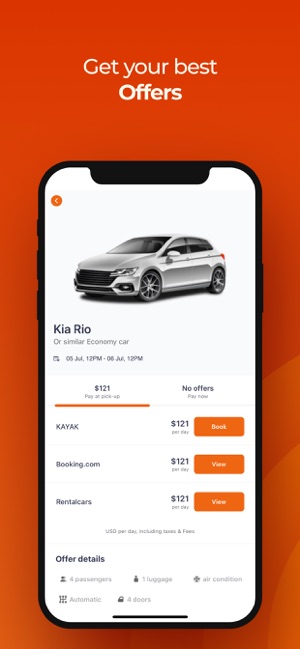 Get your best
Offers
Kia Rio
Or similar Economy car
05 Jul, 12PM - 06 Jul, 12PM
$121
Pay at pick-up
No offers
Pay now
KAYAK
$121
per day
Book
Booking.com
$121
per day
View
Rentalcars
$121
per day
View
USD per day, including taxes & Fees
Offer details
4 passengers
1 luggage
air condition
Automatic
4 doors